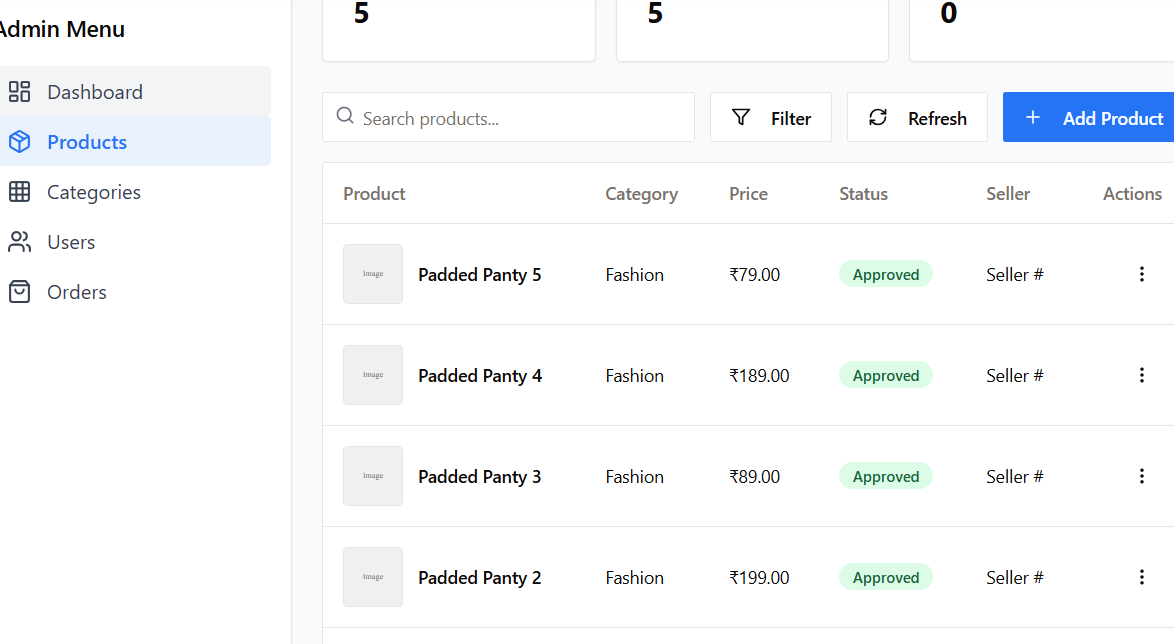 Admin Menu
Dashboard
Products
Categories
Users
Orders
5
5
0
Search products...
Filter
Refresh
+ Add Product
Product Category Price Status Seller Actions
Image Padded Panty 5 Fashion ₹79.00 Approved Seller #
Image Padded Panty 4 Fashion ₹189.00 Approved Seller #
Image Padded Panty 3 Fashion ₹89.00 Approved Seller #
Image Padded Panty 2 Fashion ₹199.00 Approved Seller #